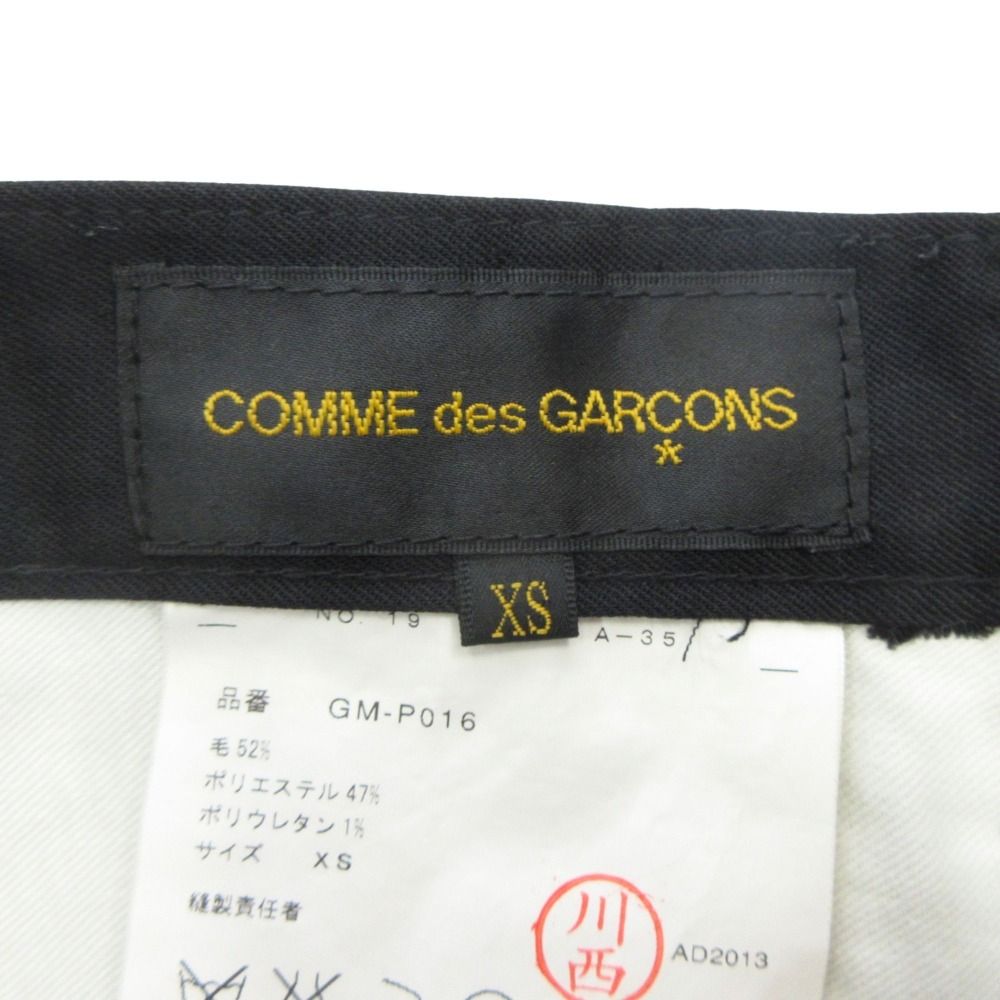 COMME des GARÇONS
*
XS
NO. 19 A-35
品番 GM-P016
毛 52%
ポリエステル 47%
ポリウレタン 1%
サイズ XS
縫製責任者
川西
AD2013